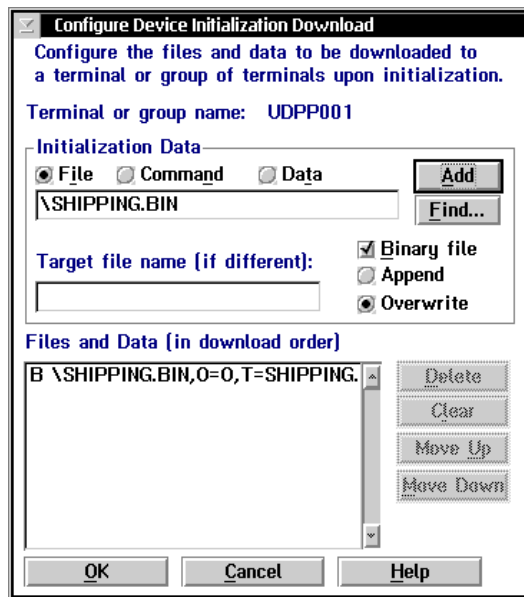 Configure Device Initialization Download
Configure the files and data to be downloaded to
a terminal or group of terminals upon initialization.
Terminal or group name: UDPP001
Initialization Data
File Command Data Add
\SHIPPING.BIN
Find...
Binary file
Target file name (if different):
Append
Overwrite
Files and Data (in download order)
B \SHIPPING.BIN,O=O,T=SHIPPING.
Delete
Clear
Move Up
Move Down
OK Cancel Help